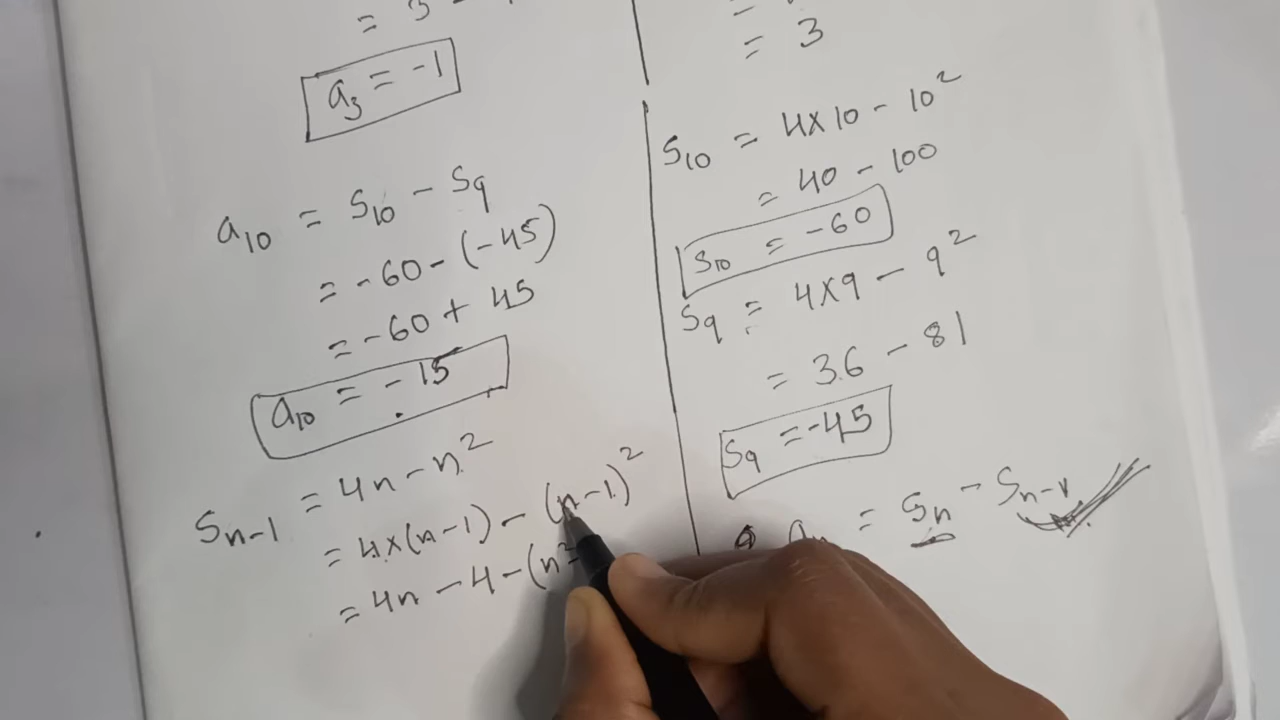 = 3
a3 = -1
a10 = S10 - S9
= -60 - (-45)
= -60 + 45
a10 = -15
Sn-1 = 4n - n²
= 4×(n-1) - (n-1)²
= 4n - 4 - (n²
= 3
S10 = 4×10 - 10²
= 40 - 100
S10 = -60
S9 = 4×9 - 9²
= 36 - 81
S9 = -45
= Sn - Sn-1